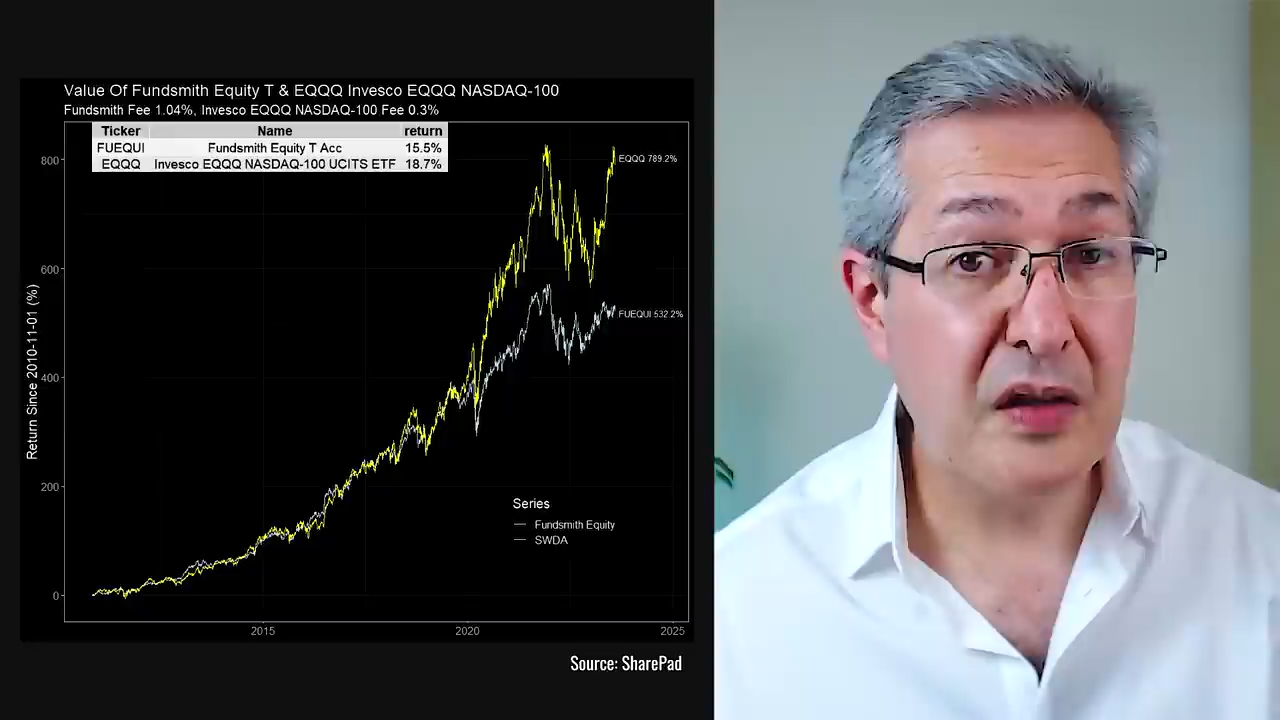 Value Of Fundsmith Equity T & EQQQ Invesco EQQQ NASDAQ-100
Fundsmith Fee 1.04%, Invesco EQQQ NASDAQ-100 Fee 0.3%
Ticker Name return
FUEQUI Fundsmith Equity T Acc 15.5%
EQQQ Invesco EQQQ NASDAQ-100 UCITS ETF 18.7%
Return Since 2010-11-01 (%)
800
600
400
200
0
EQQQ 789.2%
FUEQUI 532.2%
Series
Fundsmith Equity
SWDA
2015 2020 2025
Source: SharePad